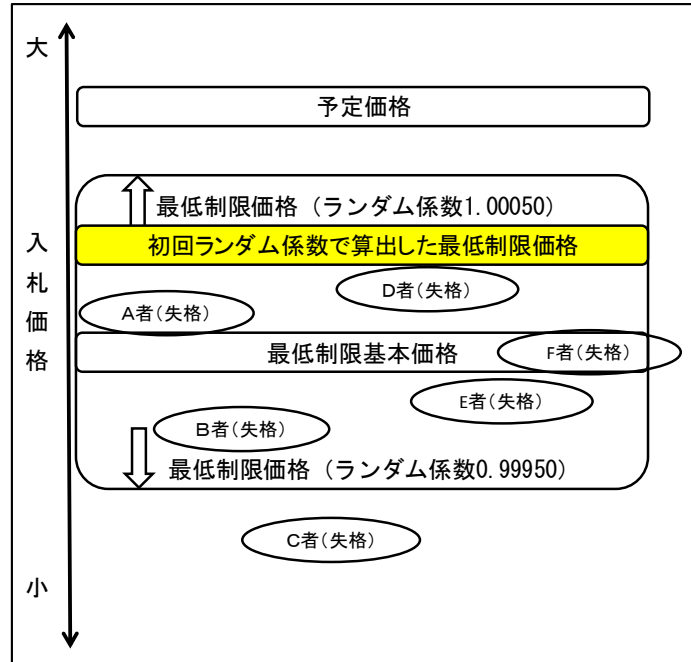 大
予定価格
最低制限価格（ランダム係数1.00050）
初回ランダム係数で算出した最低制限価格
入札価格
D者（失格）
A者（失格）
最低制限基本価格
F者（失格）
E者（失格）
B者（失格）
最低制限価格（ランダム係数0.99950）
C者（失格）
小